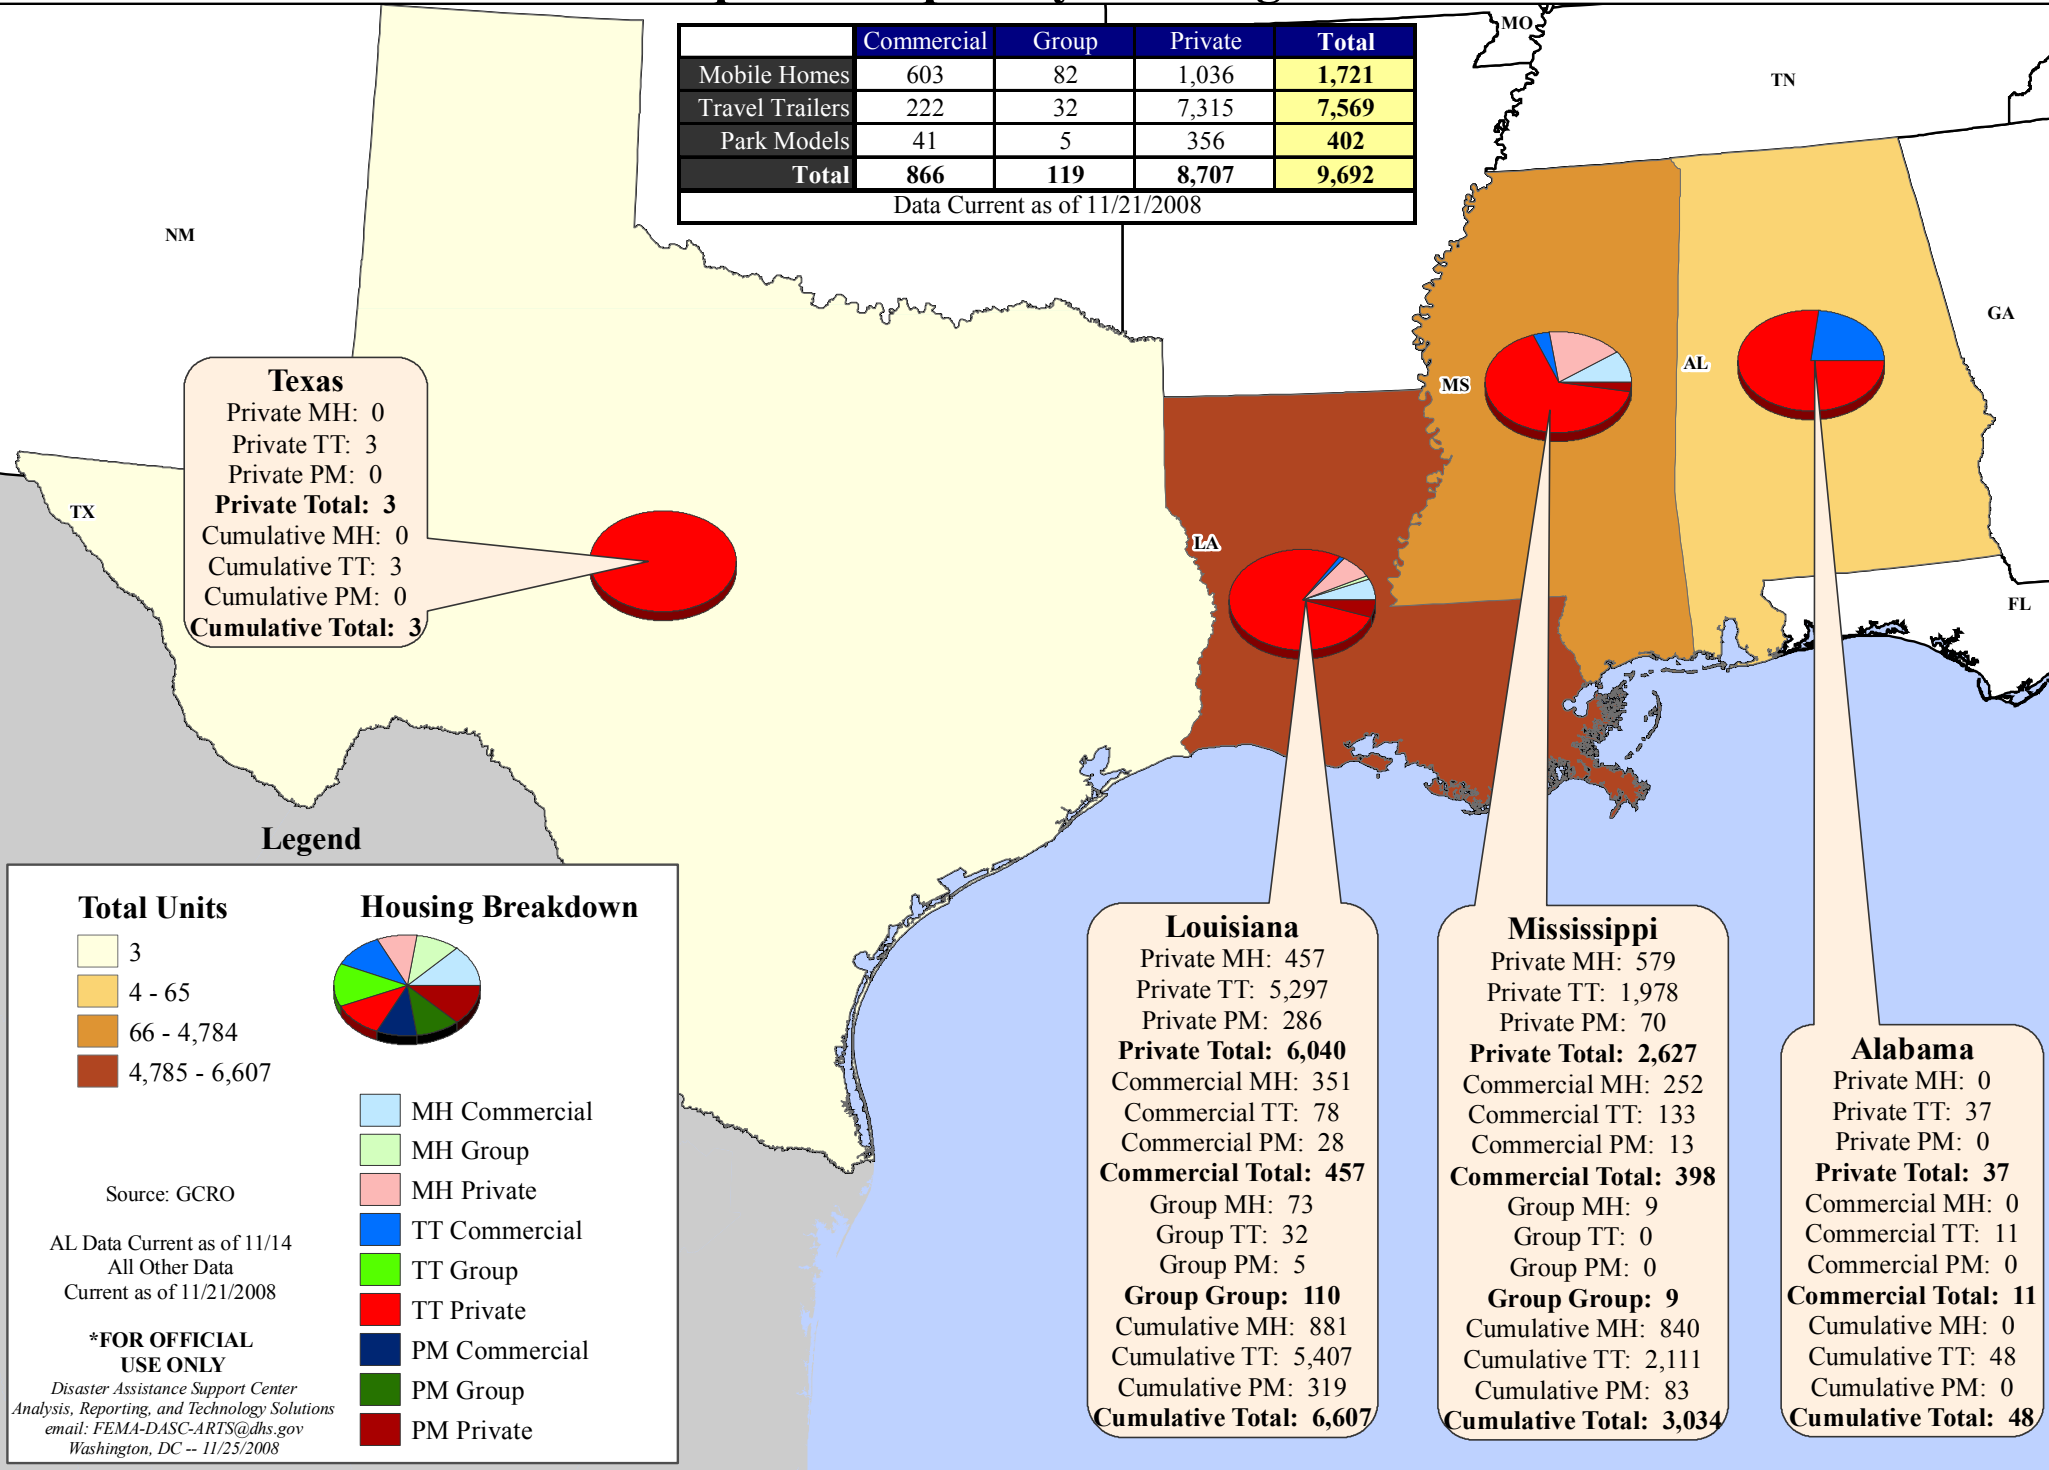 Commercial Group Private Total
Mobile Homes 603 82 1,036 1,721
Travel Trailers 222 32 7,315 7,569
Park Models 41 5 356 402
Total 866 119 8,707 9,692
Data Current as of 11/21/2008
MO
TN
NM
GA
AL
MS
TX
LA
FL
Texas
Private MH: 0
Private TT: 3
Private PM: 0
Private Total: 3
Cumulative MH: 0
Cumulative TT: 3
Cumulative PM: 0
Cumulative Total: 3
Legend
Total Units
3
4 - 65
66 - 4,784
4,785 - 6,607
Source: GCRO
AL Data Current as of 11/14
All Other Data
Current as of 11/21/2008
*FOR OFFICIAL
USE ONLY
Disaster Assistance Support Center
Analysis, Reporting, and Technology Solutions
email: FEMA-DASC-ARTS@dhs.gov
Washington, DC -- 11/25/2008
Housing Breakdown
MH Commercial
MH Group
MH Private
TT Commercial
TT Group
TT Private
PM Commercial
PM Group
PM Private
Louisiana
Private MH: 457
Private TT: 5,297
Private PM: 286
Private Total: 6,040
Commercial MH: 351
Commercial TT: 78
Commercial PM: 28
Commercial Total: 457
Group MH: 73
Group TT: 32
Group PM: 5
Group Group: 110
Cumulative MH: 881
Cumulative TT: 5,407
Cumulative PM: 319
Cumulative Total: 6,607
Mississippi
Private MH: 579
Private TT: 1,978
Private PM: 70
Private Total: 2,627
Commercial MH: 252
Commercial TT: 133
Commercial PM: 13
Commercial Total: 398
Group MH: 9
Group TT: 0
Group PM: 0
Group Group: 9
Cumulative MH: 840
Cumulative TT: 2,111
Cumulative PM: 83
Cumulative Total: 3,034
Alabama
Private MH: 0
Private TT: 37
Private PM: 0
Private Total: 37
Commercial MH: 0
Commercial TT: 11
Commercial PM: 0
Commercial Total: 11
Cumulative MH: 0
Cumulative TT: 48
Cumulative PM: 0
Cumulative Total: 48